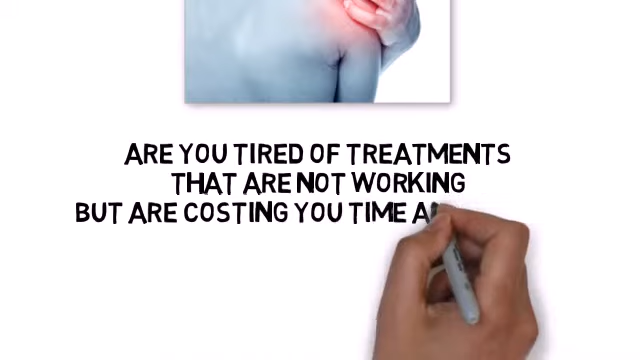 ARE YOU TIRED OF TREATMENTS
THAT ARE NOT WORKING
BUT ARE COSTING YOU TIME